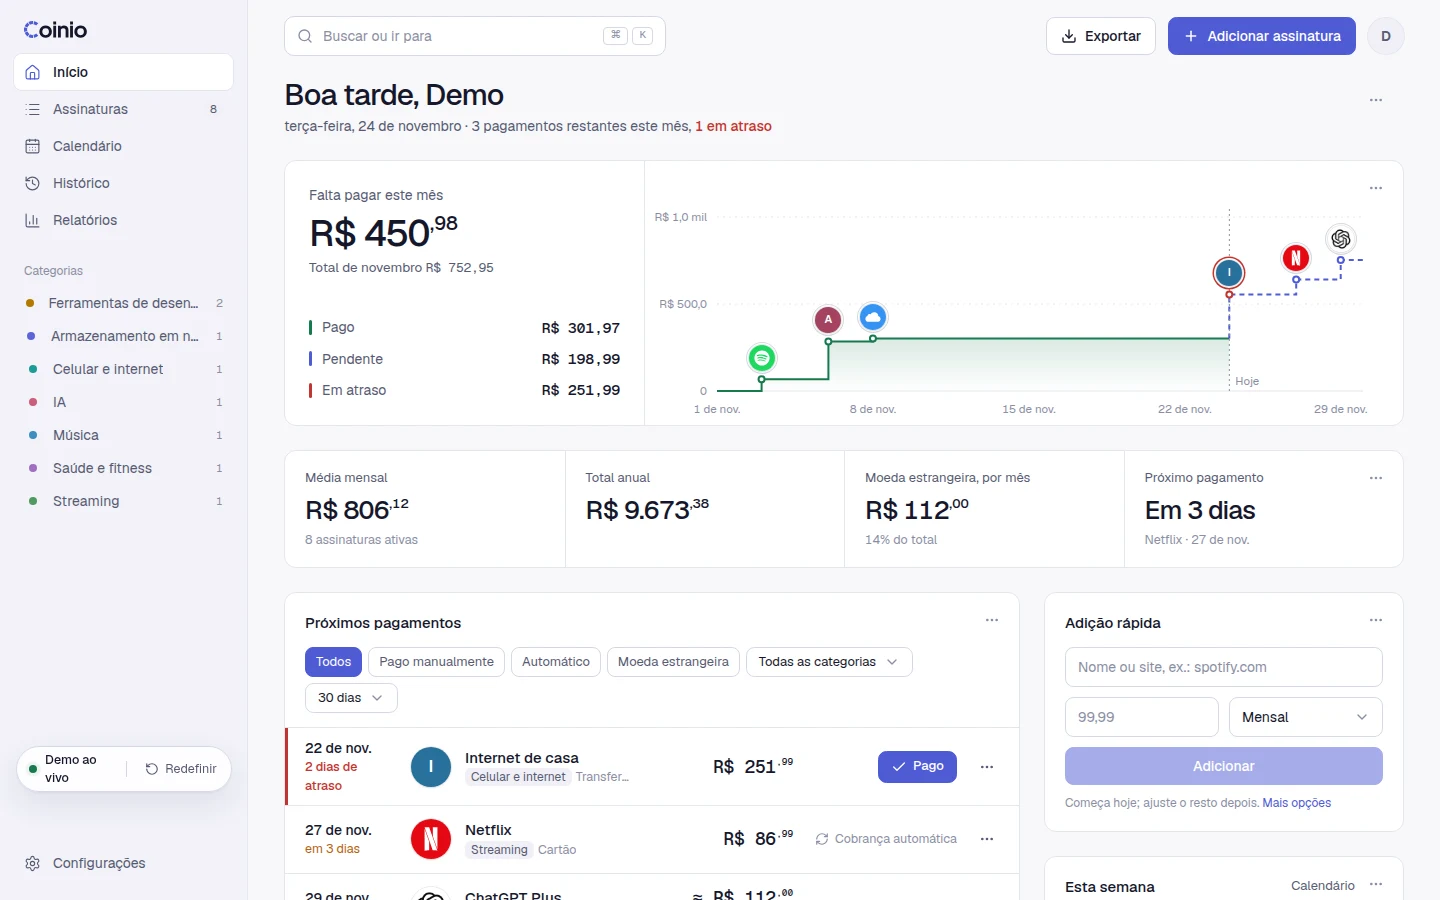 Coinio
Início
Assinaturas 8
Calendário
Histórico
Relatórios
Categorias
Ferramentas de desen... 2
Armazenamento em n... 1
Celular e internet 1
IA 1
Música 1
Saúde e fitness 1
Streaming 1
Demo ao vivo
Redefinir
Configurações
Buscar ou ir para ⌘ K
Exportar
Adicionar assinatura
D
Boa tarde, Demo
terça-feira, 24 de novembro · 3 pagamentos restantes este mês, 1 em atraso
Falta pagar este mês
R$ 450,98
Total de novembro R$ 752,95
Pago R$ 301,97
Pendente R$ 198,99
Em atraso R$ 251,99
R$ 1,0 mil
R$ 500,0
0
A
I
Hoje
1 de nov. 8 de nov. 15 de nov. 22 de nov. 29 de nov.
Média mensal
R$ 806,12
8 assinaturas ativas
Total anual
R$ 9.673,38
Moeda estrangeira, por mês
R$ 112,00
14% do total
Próximo pagamento
Em 3 dias
Netflix · 27 de nov.
Próximos pagamentos
Todos Pago manualmente Automático Moeda estrangeira Todas as categorias
30 dias
22 de nov.
2 dias de atraso
I
Internet de casa
Celular e internet Transfer...
R$ 251,99
Pago
27 de nov.
em 3 dias
Netflix
Streaming Cartão
R$ 86,99
Cobrança automática
29 de nov.
ChatGPT Plus
≈ R$ 112,00
Adição rápida
Nome ou site, ex.: spotify.com
99,99
Mensal
Adicionar
Começa hoje; ajuste o resto depois. Mais opções
Esta semana Calendário